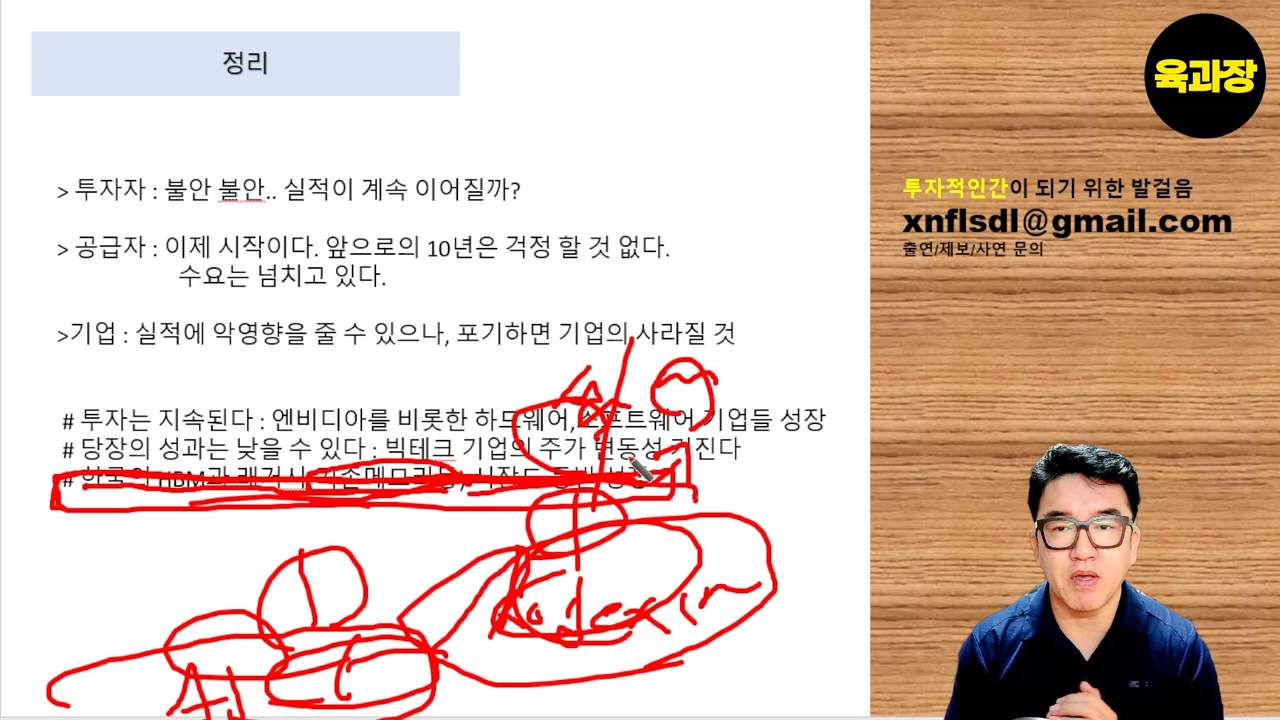 정리
> 투자자 : 불안 불안.. 실적이 계속 이어질까?
> 공급자 : 이제 시작이다. 앞으로의 10년은 걱정 할 것 없다.
수요는 넘치고 있다.
>기업 : 실적에 악영향을 줄 수 있으나, 포기하면 기업의 사라질 것
# 투자는 지속된다 : 엔비디아를 비롯한 하드웨어, 소프트웨어 기업들 성장
# 당장의 성과는 낮을 수 있다 : 빅테크 기업의 주가 변동성 커진다
# 한국의 HBM과
AI
육과장
투자적인간이 되기 위한 발걸음
xnflsdl@gmail.com
출연/제보/사연 문의